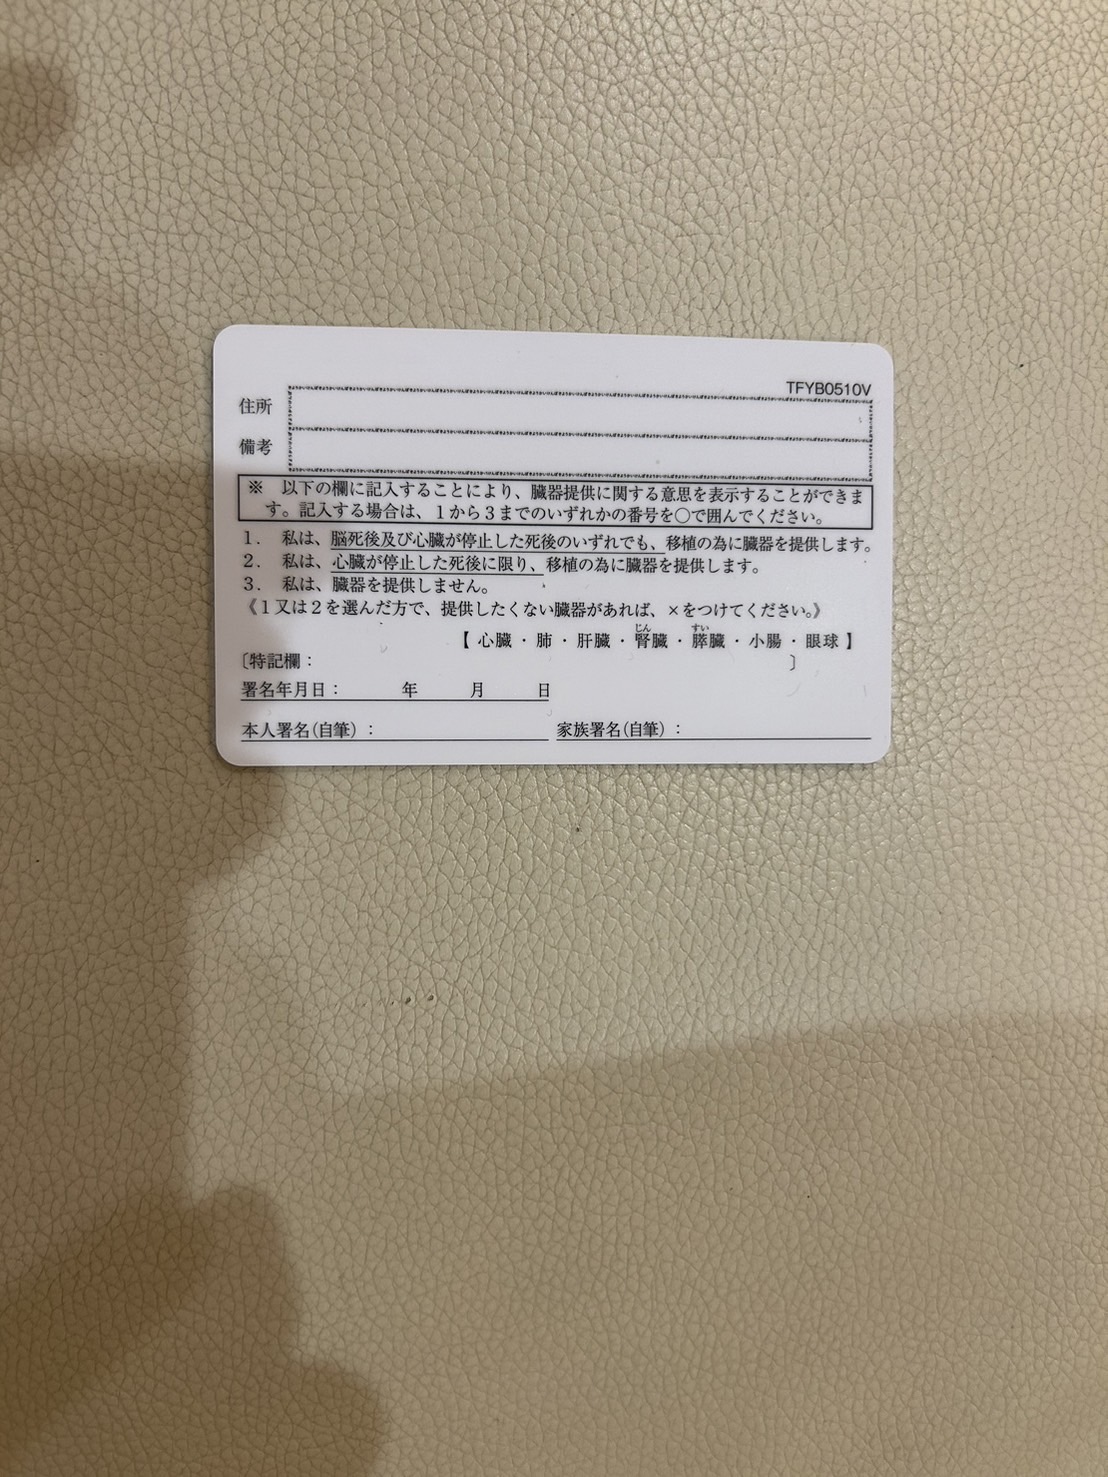 TFYB0510V
住所
備考
※　以下の欄に記入することにより、臓器提供に関する意思を表示することができま
す。記入する場合は、1から3までのいずれかの番号を○で囲んでください。
1．　私は、脳死後及び心臓が停止した死後のいずれでも、移植の為に臓器を提供します。
2．　私は、心臓が停止した死後に限り、移植の為に臓器を提供します。
3．　私は、臓器を提供しません。
《1又は2を選んだ方で、提供したくない臓器があれば、×をつけてください。》
じん　すい
【 心臓・肺・肝臓・腎臓・膵臓・小腸・眼球 】
〔特記欄：　　　　　　　　　　〕
署名年月日：　　　年　　　月　　　日
本人署名(自筆)：　　　　　　家族署名(自筆)：